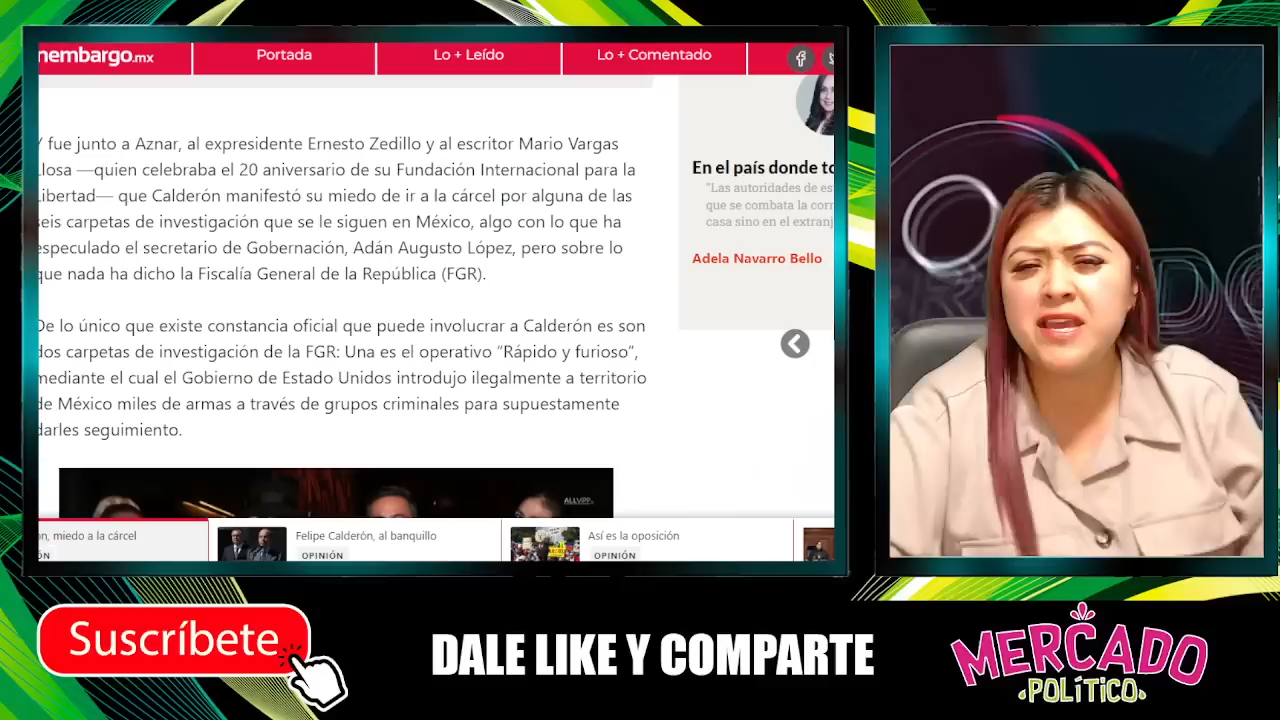 nembargo.mx
Portada
Lo + Leído
Lo + Comentado
Y fue junto a Aznar, al expresidente Ernesto Zedillo y al escritor Mario Vargas
Llosa —quien celebraba el 20 aniversario de su Fundación Internacional para la
Libertad— que Calderón manifestó su miedo de ir a la cárcel por alguna de las
seis carpetas de investigación que se le siguen en México, algo con lo que ha
especulado el secretario de Gobernación, Adán Augusto López, pero sobre lo
que nada ha dicho la Fiscalía General de la República (FGR).
De lo único que existe constancia oficial que puede involucrar a Calderón es son
dos carpetas de investigación de la FGR: Una es el operativo “Rápido y furioso”,
mediante el cual el Gobierno de Estado Unidos introdujo ilegalmente a territorio
de México miles de armas a través de grupos criminales para supuestamente
darles seguimiento.
En el país donde to
"Las autoridades de es
que se combata la corr
casa sino en el extranj
Adela Navarro Bello
ALLVIPP.
on, miedo a la cárcel
ÓN
Felipe Calderón, al banquillo
OPINIÓN
Así es la oposición
OPINIÓN
Suscríbete
DALE LIKE Y COMPARTE
MERCADO
POLÍTICO